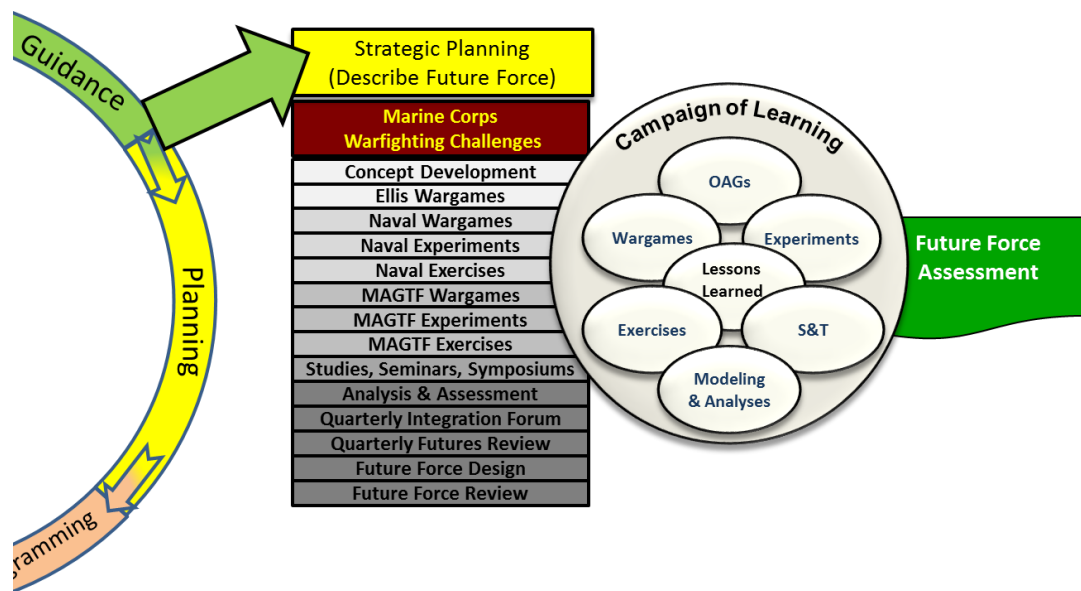 Guidance
Planning
gramming
Strategic Planning
(Describe Future Force)
Marine Corps
Warfighting Challenges
Concept Development
Ellis Wargames
Naval Wargames
Naval Experiments
Naval Exercises
MAGTF Wargames
MAGTF Experiments
MAGTF Exercises
Studies, Seminars, Symposiums
Analysis & Assessment
Quarterly Integration Forum
Quarterly Futures Review
Future Force Design
Future Force Review
Campaign of Learning
OAGs
Wargames
Experiments
Lessons
Learned
Exercises
S&T
Modeling
& Analyses
Future Force
Assessment